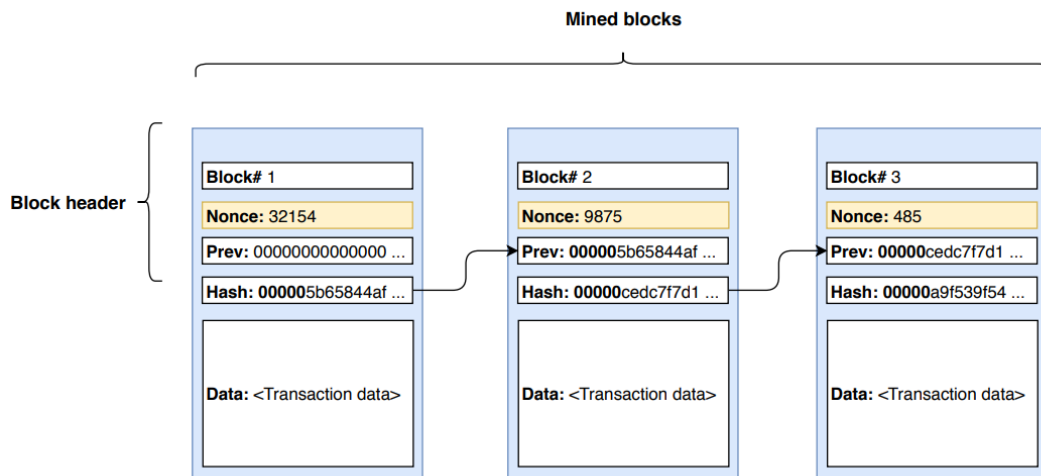 Mined blocks
Block header
Block# 1
Nonce: 32154
Prev: 00000000000000 ...
Hash: 000005b65844af ...
Data: <Transaction data>
Block# 2
Nonce: 9875
Prev: 000005b65844af ...
Hash: 00000cedc7f7d1 ...
Data: <Transaction data>
Block# 3
Nonce: 485
Prev: 00000cedc7f7d1 ...
Hash: 00000a9f539f54 ...
Data: <Transaction data>